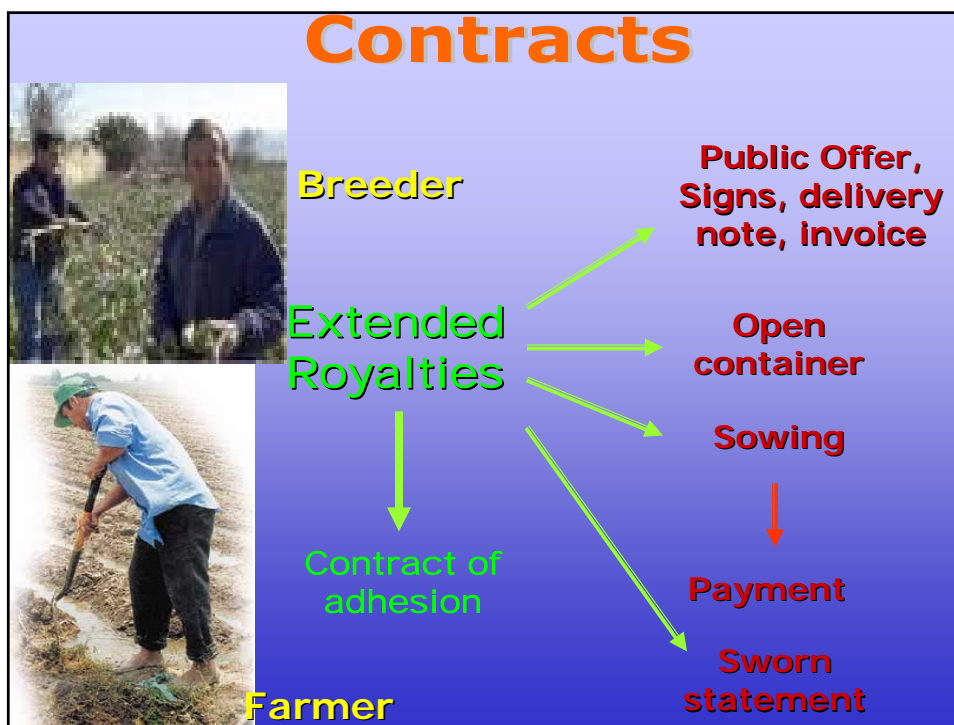 Contracts
Breeder
Public Offer,
Signs, delivery
note, invoice
Extended
Royalties
Open
container
Sowing
Contract of
adhesion
Payment
Sworn
statement
Farmer